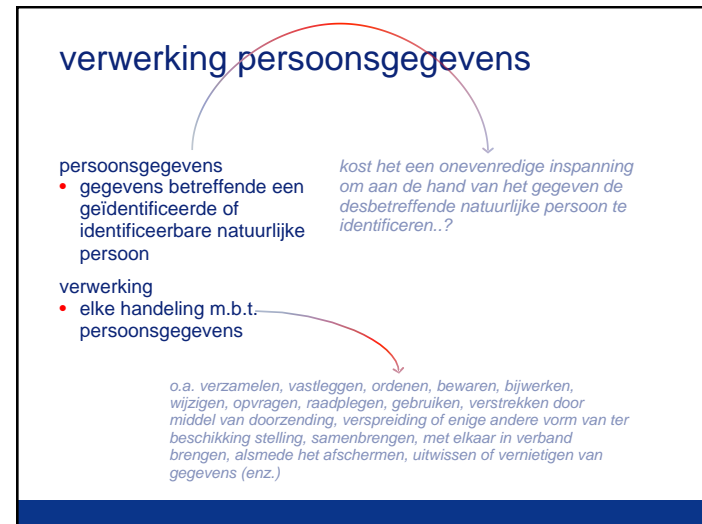 verwerking persoonsgegevens
persoonsgegevens
• gegevens betreffende een
geïdentificeerde of
identificeerbare natuurlijke
persoon
kost het een onevenredige inspanning
om aan de hand van het gegeven de
desbetreffende natuurlijke persoon te
identificeren..?
verwerking
• elke handeling m.b.t.
persoonsgegevens
o.a. verzamelen, vastleggen, ordenen, bewaren, bijwerken,
wijzigen, opvragen, raadplegen, gebruiken, verstrekken door
middel van doorzending, verspreiding of enige andere vorm van ter
beschikking stelling, samenbrengen, met elkaar in verband
brengen, alsmede het afschermen, uitwissen of vernietigen van
gegevens (enz.)